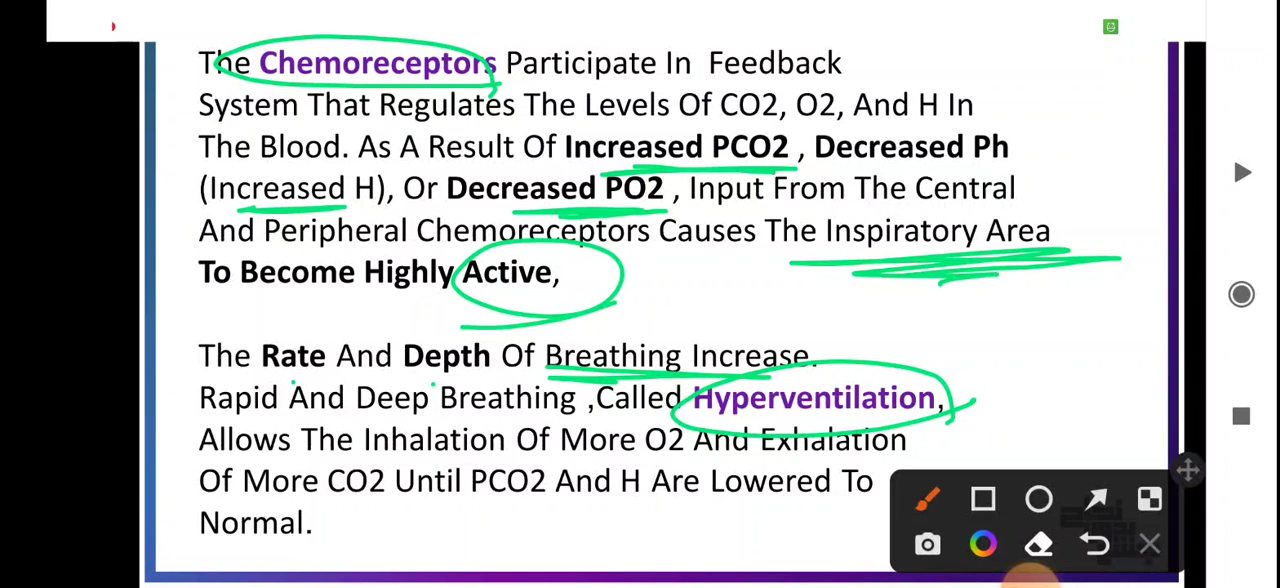 The Chemoreceptors Participate In Feedback
System That Regulates The Levels Of CO2, O2, And H In
The Blood. As A Result Of Increased PCO2 , Decreased Ph
(Increased H), Or Decreased PO2 , Input From The Central
And Peripheral Chemoreceptors Causes The Inspiratory Area
To Become Highly Active,
The Rate And Depth Of Breathing Increase.
Rapid And Deep Breathing ,Called Hyperventilation,
Allows The Inhalation Of More O2 And Exhalation
Of More CO2 Until PCO2 And H Are Lowered To
Normal.